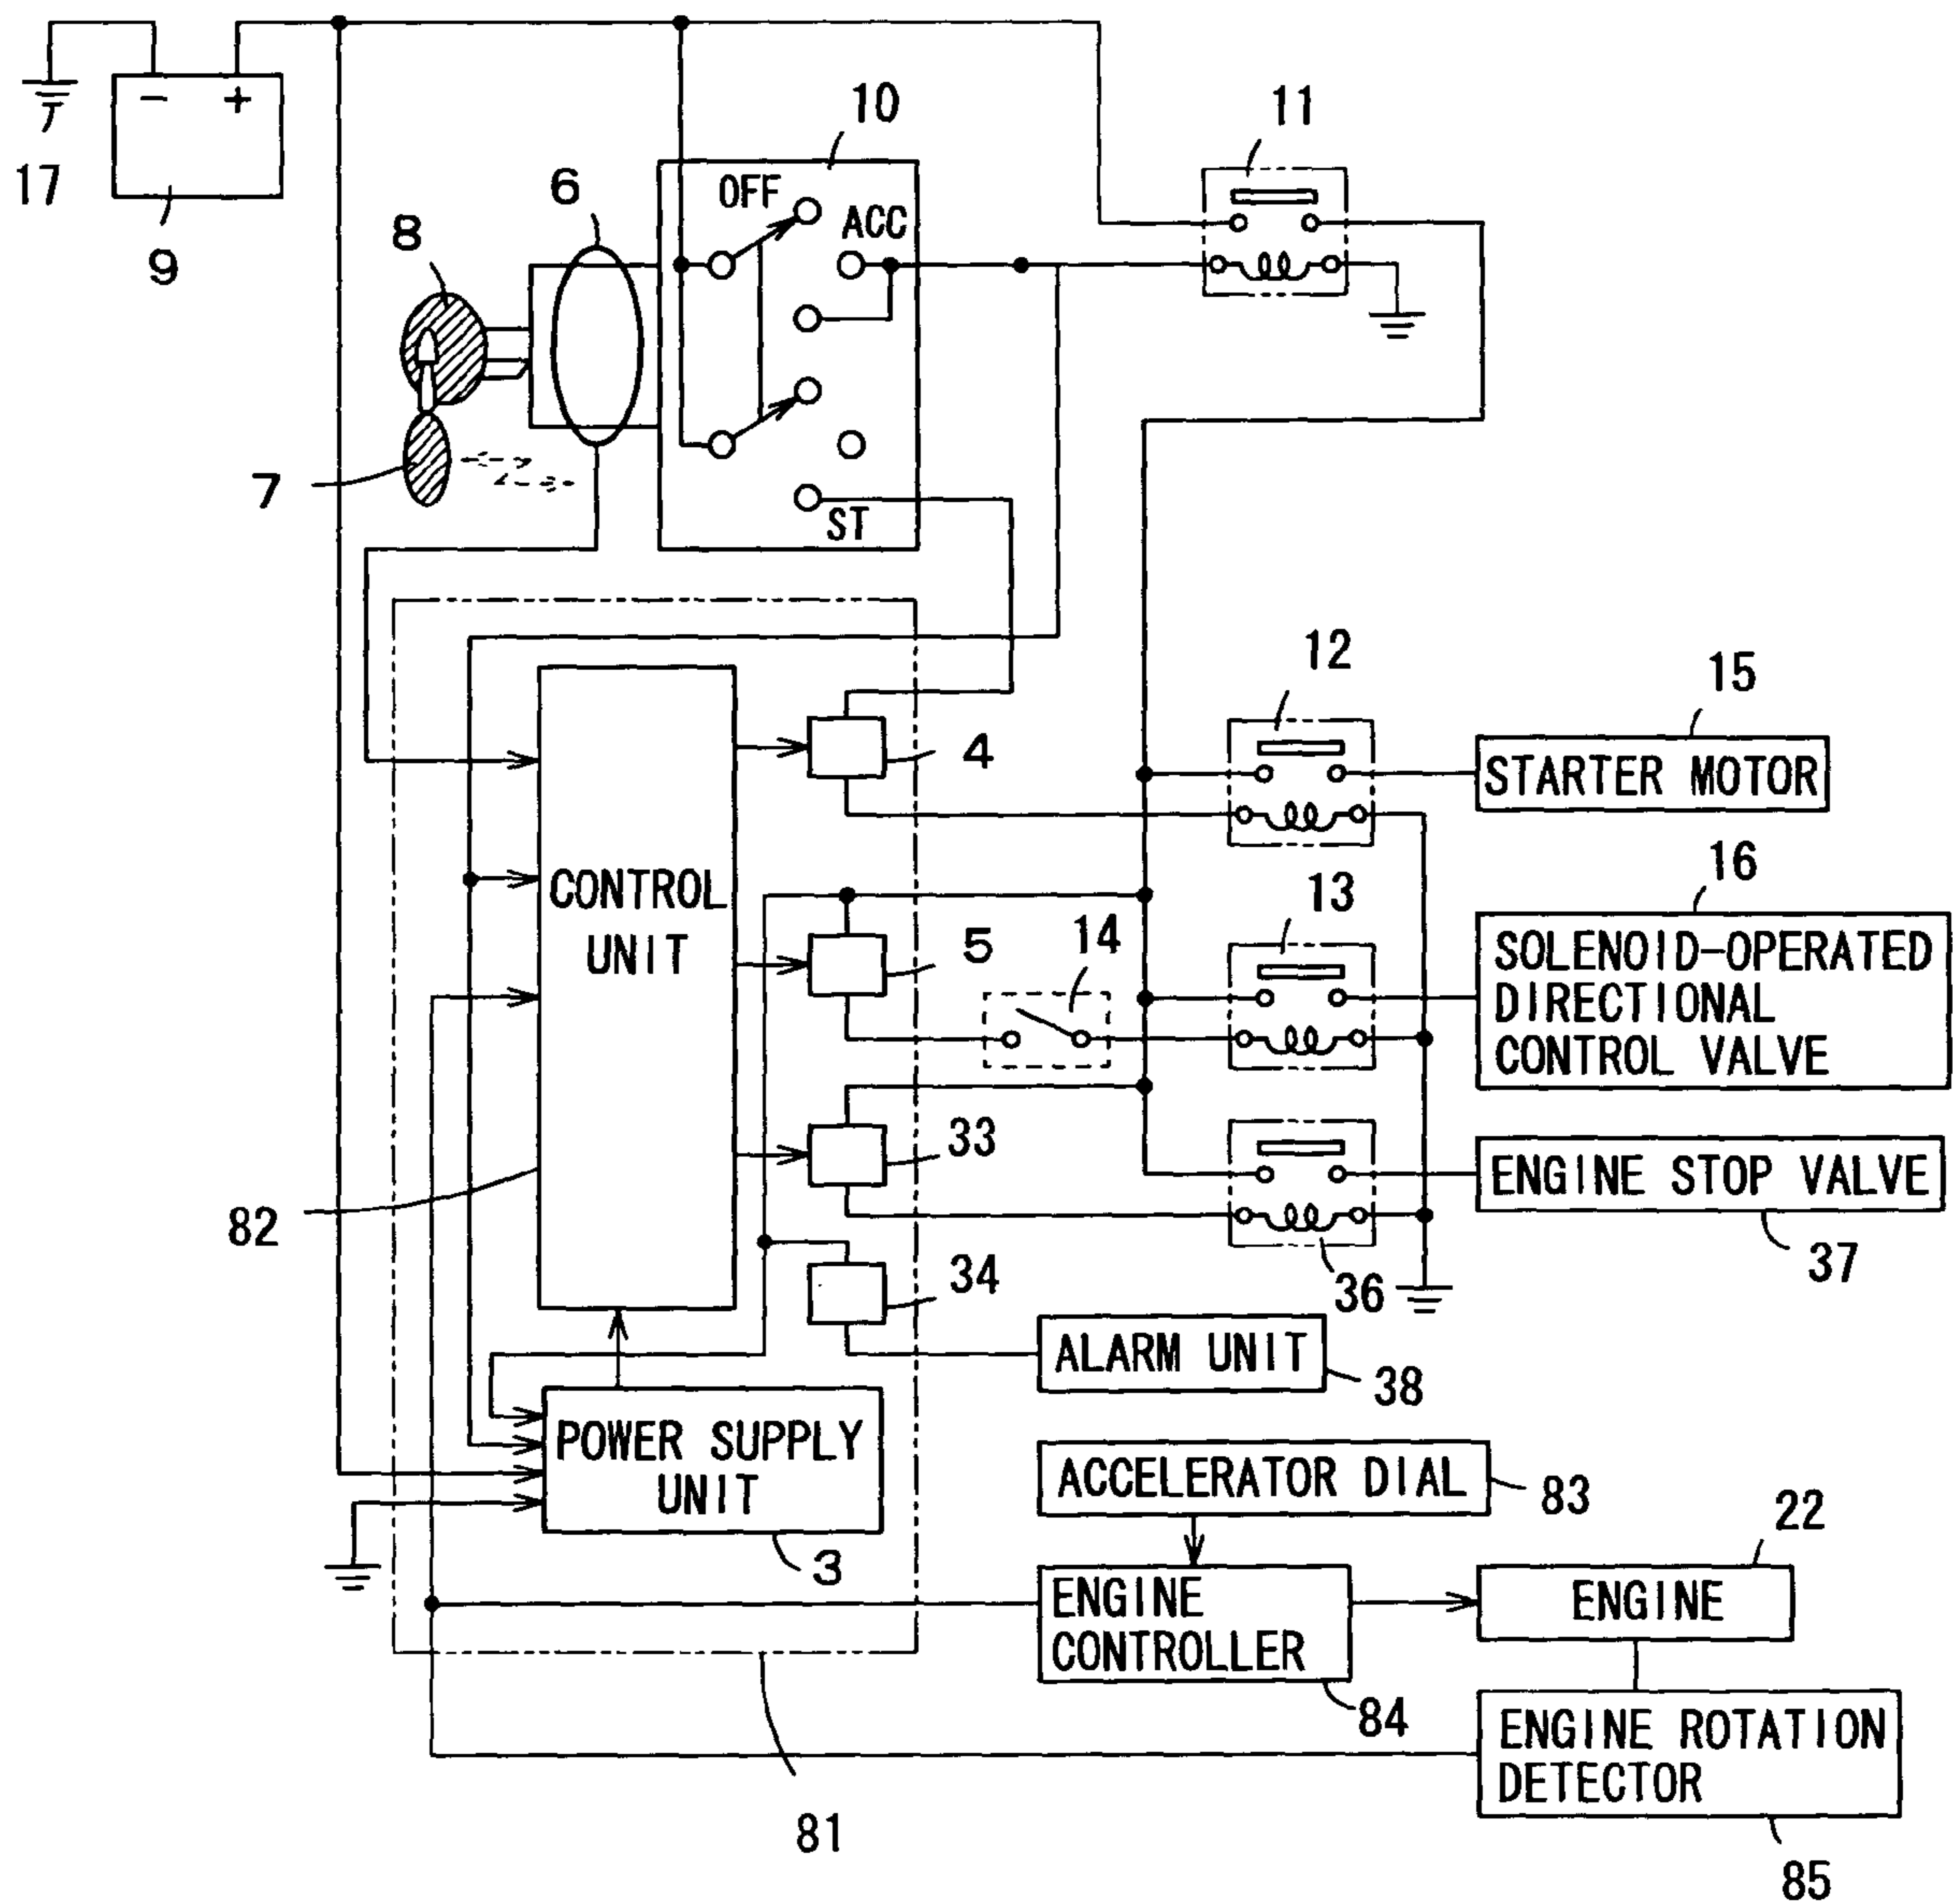 10
11
- +
6
OFF
17
ACC
8
9
7
ST
12
15
STARTER MOTOR
4
16
CONTROL
UNIT
13
14
5
SOLENOID-OPERATED
DIRECTIONAL
CONTROL VALVE
33
ENGINE STOP VALVE
82
37
34
36
ALARM UNIT
38
POWER SUPPLY
UNIT
ACCELERATOR DIAL
83
22
3
ENGINE
CONTROLLER
ENGINE
84
ENGINE ROTATION
DETECTOR
81
85